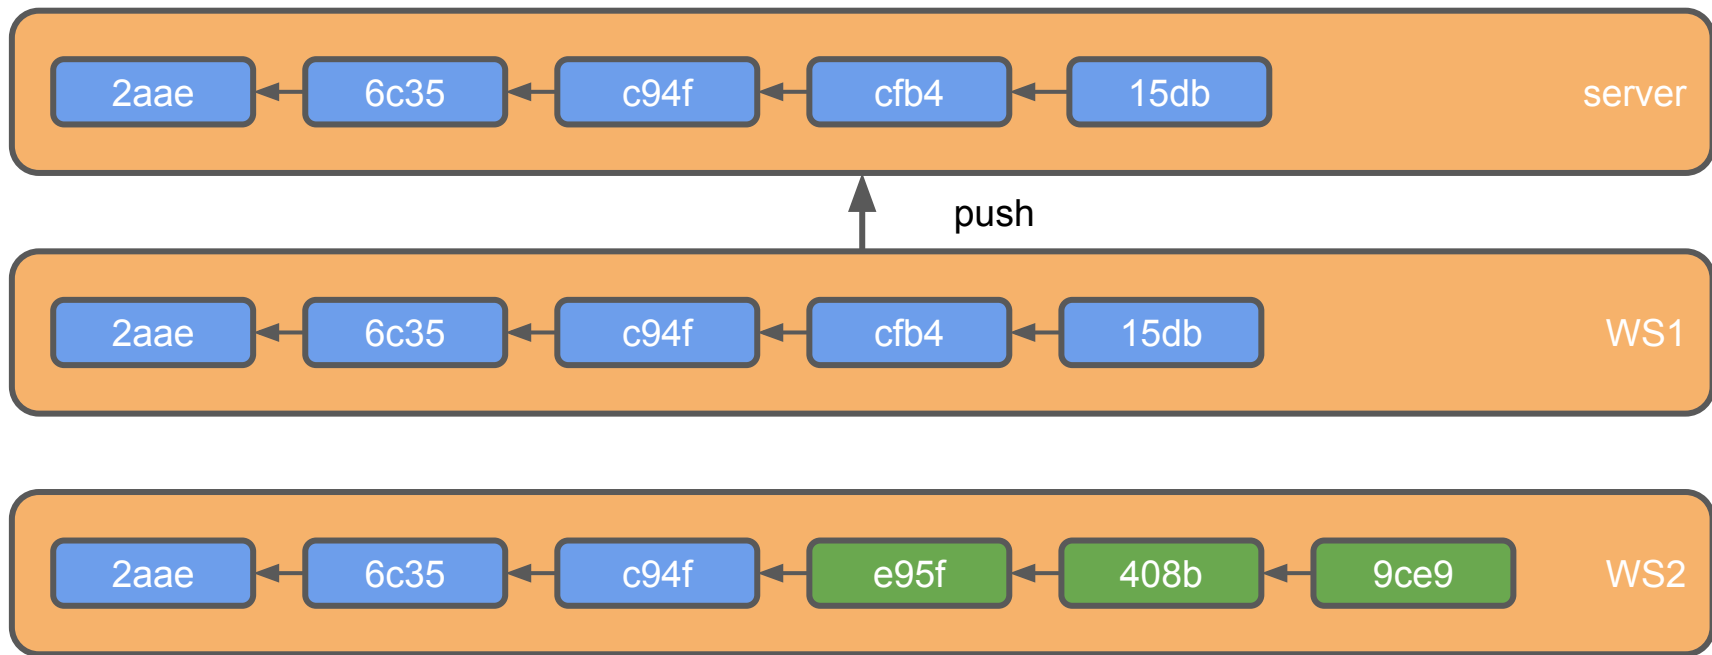 2aae 6c35 c94f cfb4 15db server
push
2aae 6c35 c94f cfb4 15db WS1
2aae 6c35 c94f e95f 408b 9ce9 WS2